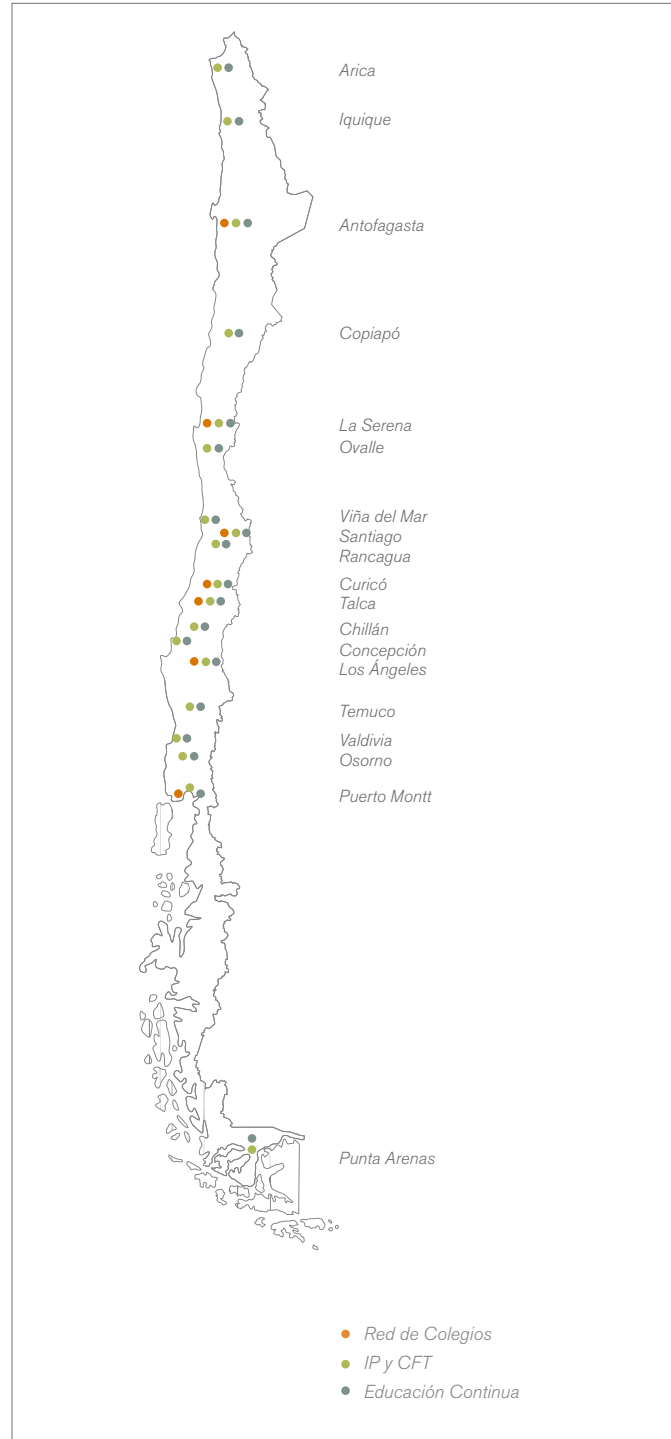 Arica
Iquique
Antofagasta
Copiapó
La Serena
Ovalle
Viña del Mar
Santiago
Rancagua
Curicó
Talca
Chillán
Concepción
Los Ángeles
Temuco
Valdivia
Osorno
Puerto Montt
Punta Arenas
Red de Colegios
IP y CFT
Educación Continua